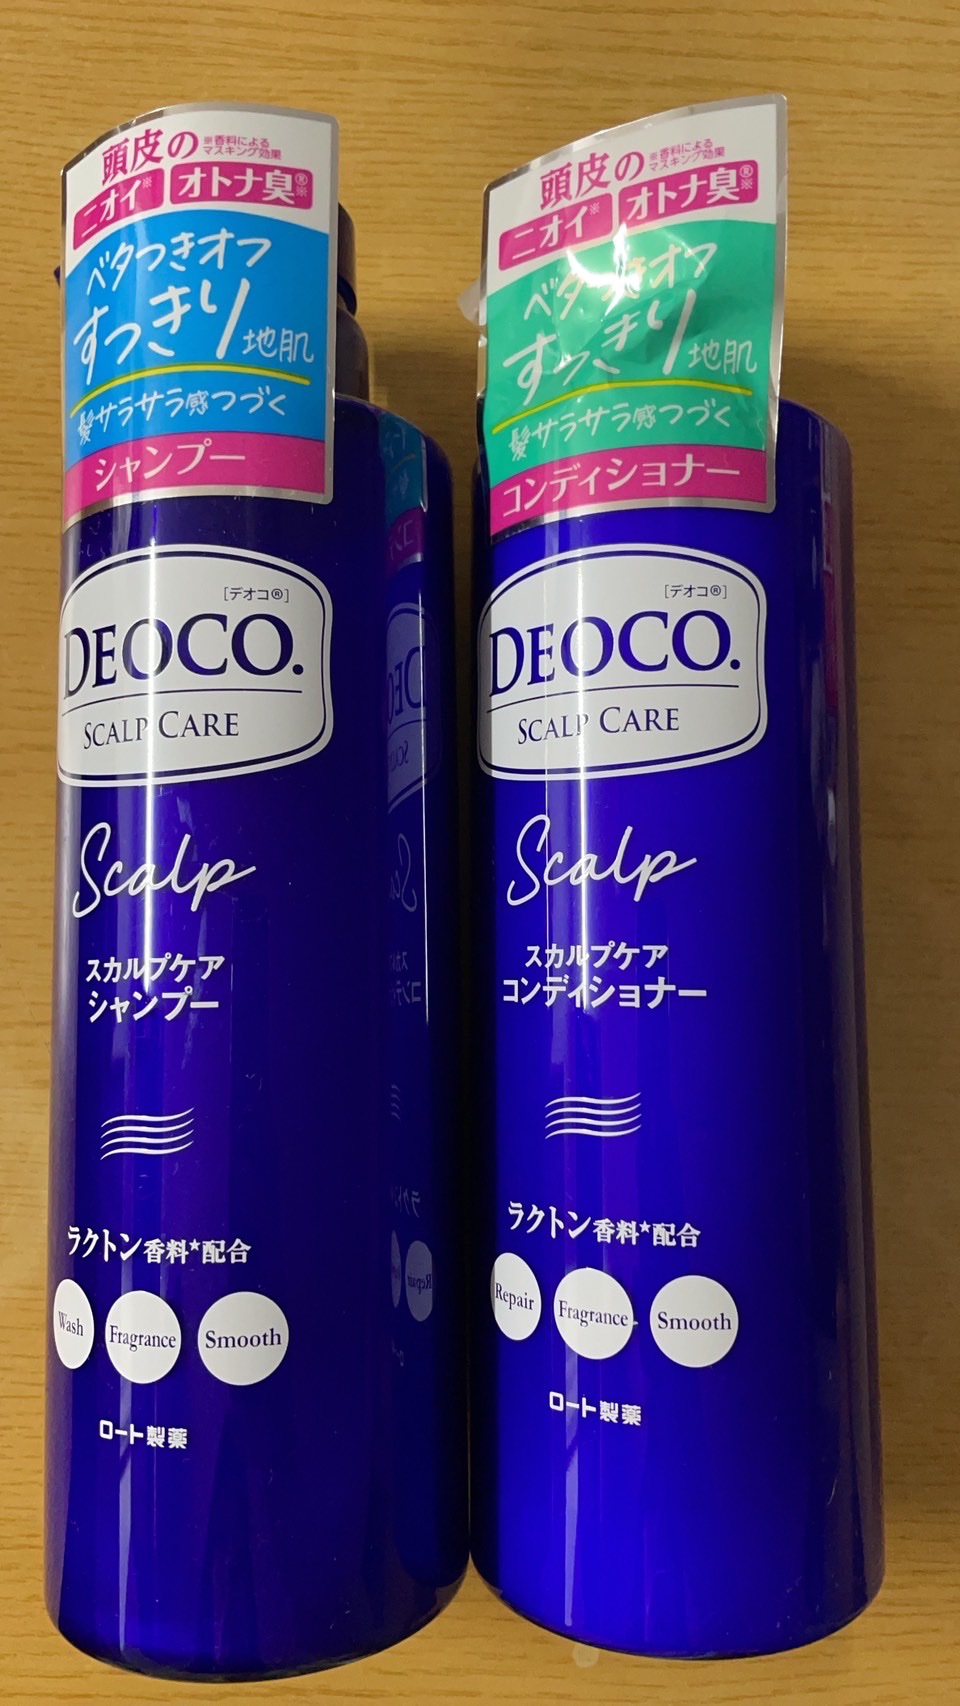 頭皮の
※香料による
マスキング効果
ニオイ※ オトナ臭®※
ベタつきオフ
すっきり地肌
髪サラサラ感つづく
シャンプー
[デオコ®]
DEOCO.
SCALP CARE
Scalp
スカルプケア
シャンプー
ラクトン香料*配合
Wash Fragrance Smooth
ロート製薬
頭皮の
※香料による
マスキング効果
ニオイ※ オトナ臭®※
ベタつきオフ
すっきり地肌
髪サラサラ感つづく
コンディショナー
[デオコ®]
DEOCO.
SCALP CARE
Scalp
スカルプケア
コンディショナー
ラクトン香料*配合
Repair Fragrance Smooth
ロート製薬